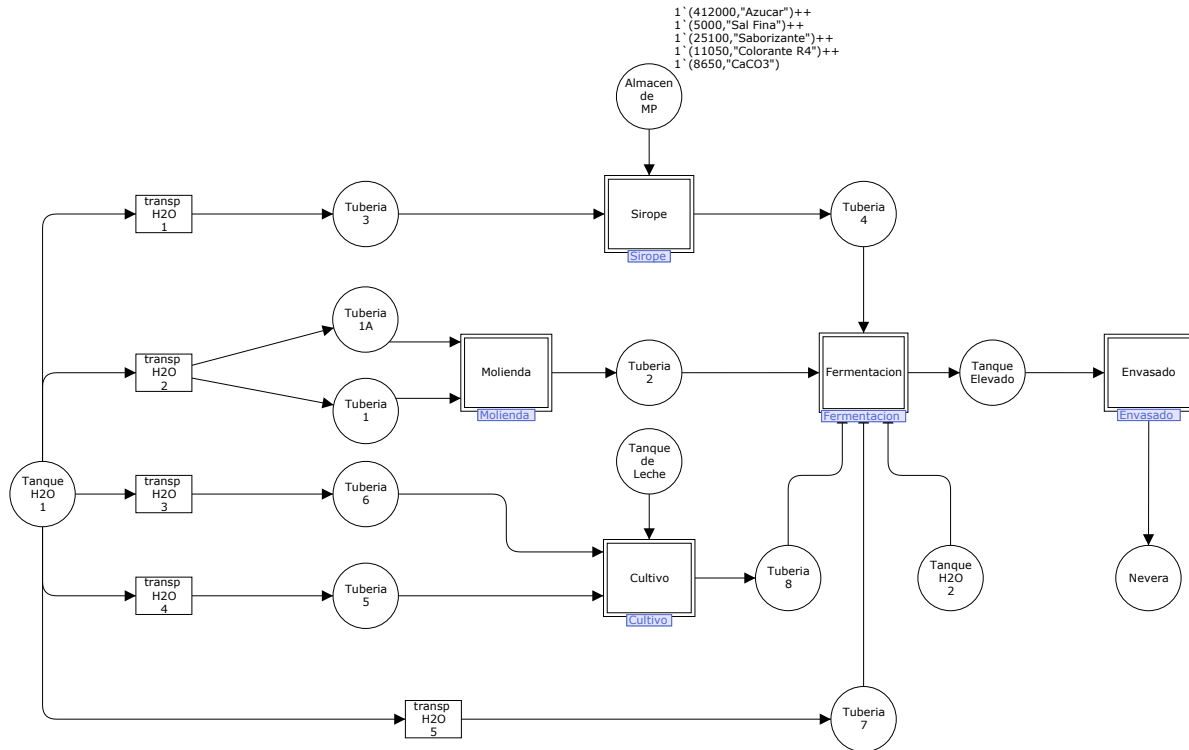 1`(412000,"Azucar")++
1`(5000,"Sal Fina")++
1`(25100,"Saborizante")++
1`(11050,"Colorante R4")++
1`(8650,"CaCO3")
Almacen
de
MP
transp
H2O
1
Tuberia
3
Sirope
Sirope
Tuberia
4
Tuberia
1A
transp
H2O
2
Tuberia
1
Molienda
Molienda
Tuberia
2
Fermentacion
Fermentacion
Tanque
Elevado
Envasado
Envasado
Tanque
H2O
1
transp
H2O
3
Tuberia
6
Tanque
de
Leche
transp
H2O
4
Tuberia
5
Cultivo
Cultivo
Tuberia
8
Tanque
H2O
2
Nevera
transp
H2O
5
Tuberia
7